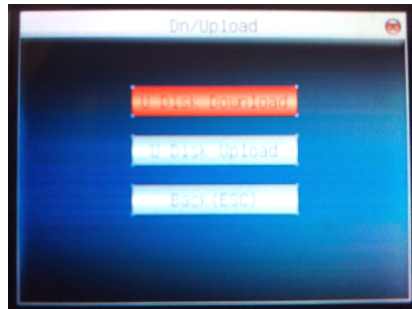 Dn/Upload
U Disk Download
U Disk Upload
Back(ESC)